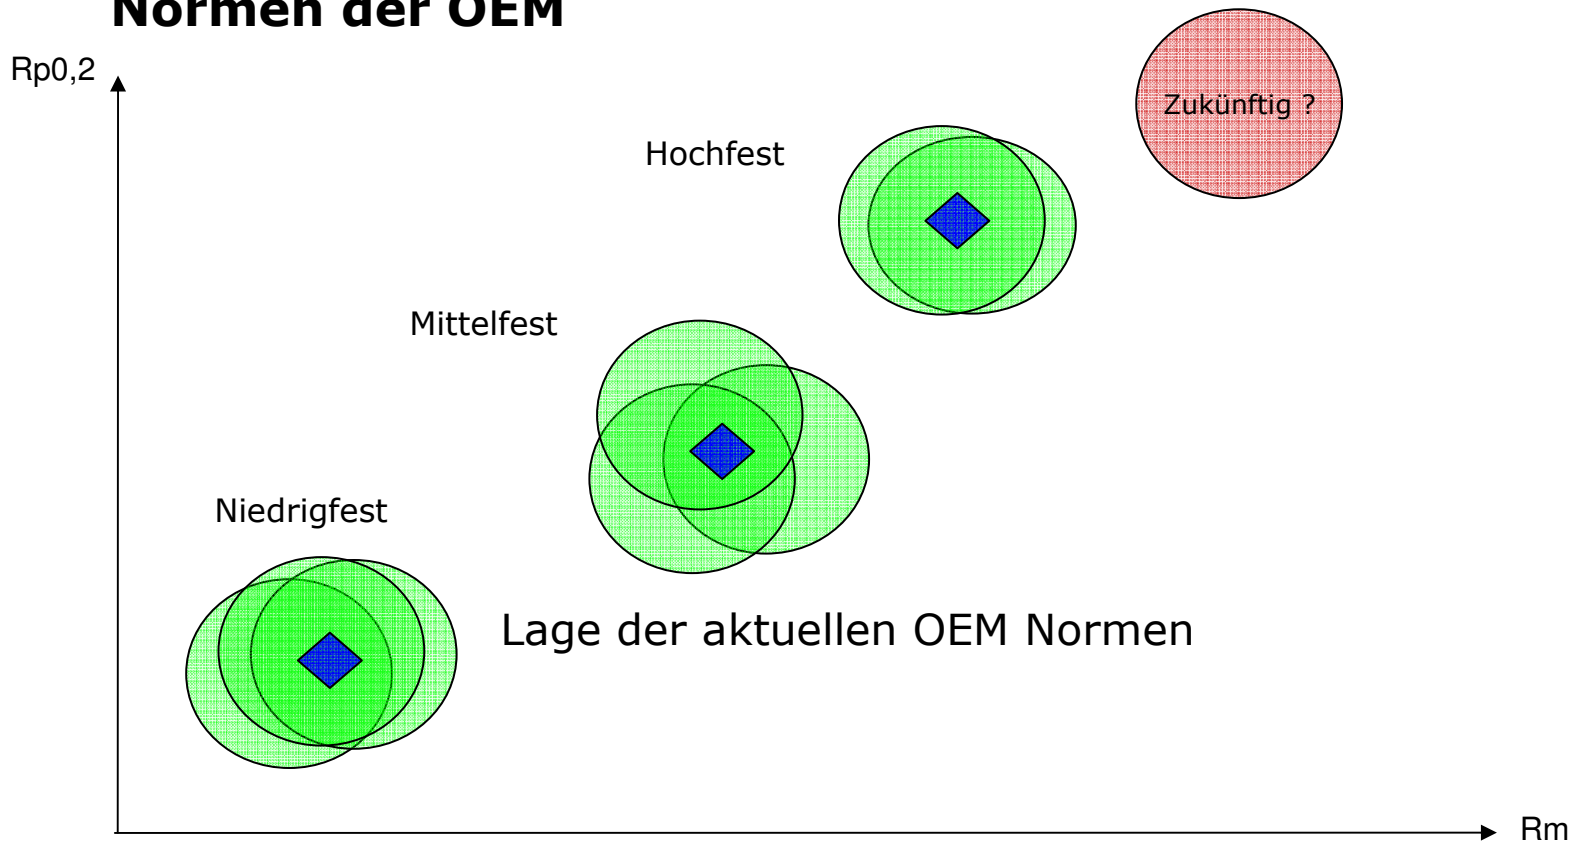 Normen der OEM
Rp0,2
Zukünftig ?
Hochfest
Mittelfest
Niedrigfest
Lage der aktuellen OEM Normen
Rm